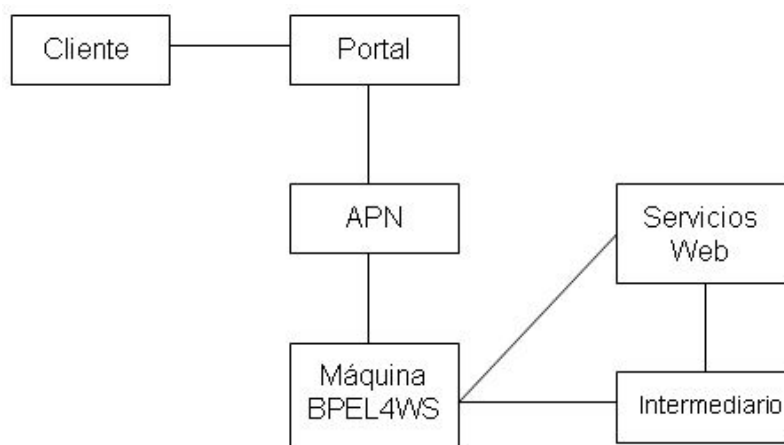 Cliente
Portal
APN
Servicios
Web
Máquina
BPEL4WS
Intermediario